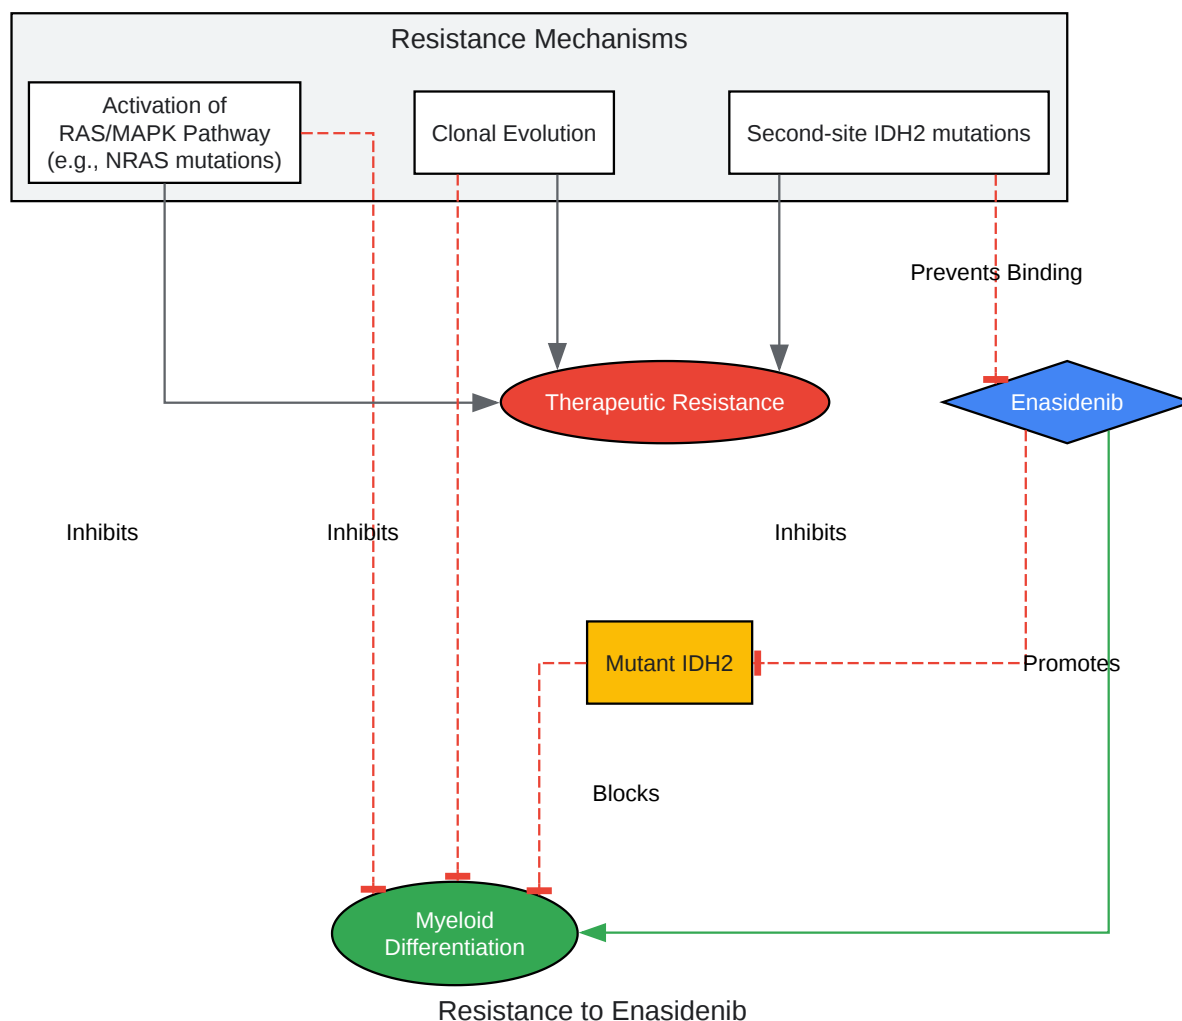 Resistance Mechanisms
Activation of
RAS/MAPK Pathway
(e.g., NRAS mutations)
Clonal Evolution
Second-site IDH2 mutations
Prevents Binding
Therapeutic Resistance
Enasidenib
Inhibits
Inhibits
Inhibits
Mutant IDH2
Promotes
Blocks
Myeloid
Differentiation
Resistance to Enasidenib